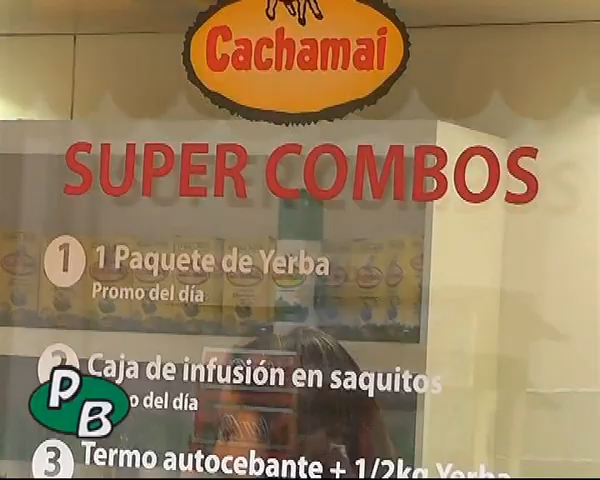 Cachamai
SUPER COMBOS
1 1 Paquete de Yerba
Promo del día
2 Caja de infusión en saquitos
o del día
3 Termo autocebante + 1/2kg Yerba
PB